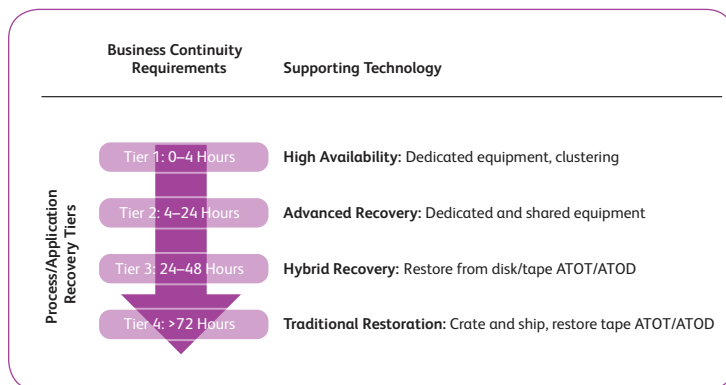 Business Continuity
Requirements
Supporting Technology
Process/Application
Recovery Tiers
Tier 1: 0–4 Hours
High Availability: Dedicated equipment, clustering
Tier 2: 4–24 Hours
Advanced Recovery: Dedicated and shared equipment
Tier 3: 24–48 Hours
Hybrid Recovery: Restore from disk/tape ATOT/ATOD
Tier 4: >72 Hours
Traditional Restoration: Crate and ship, restore tape ATOT/ATOD